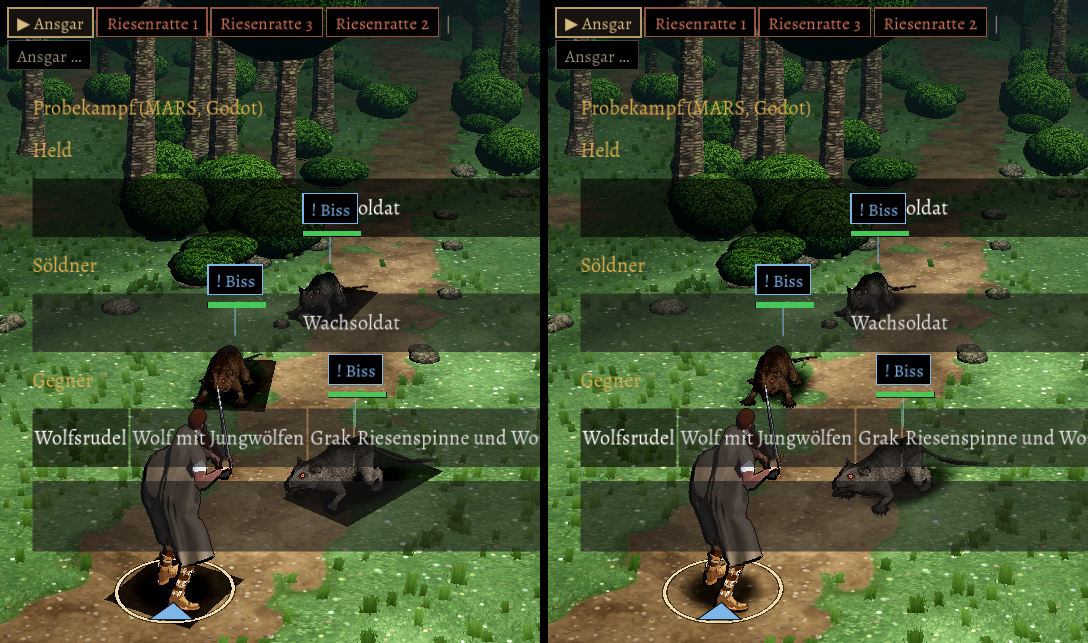 ▶ Ansgar Riesenratte 1 Riesenratte 3 Riesenratte 2 |
Ansgar ...
Probekampf (MARS, Godot)
Held
! Biss oldat
Söldner
! Biss
Wachsoldat
! Biss
Gegner
Wolfsrudel Wolf mit Jungwölfen Grak Riesenspinne und Wo
▶ Ansgar Riesenratte 1 Riesenratte 3 Riesenratte 2 |
Ansgar ...
Probekampf (MARS, Godot)
Held
! Biss oldat
Söldner
! Biss
Wachsoldat
! Biss
Gegner
Wolfsrudel Wolf mit Jungwölfen Grak Riesenspinne und Wo